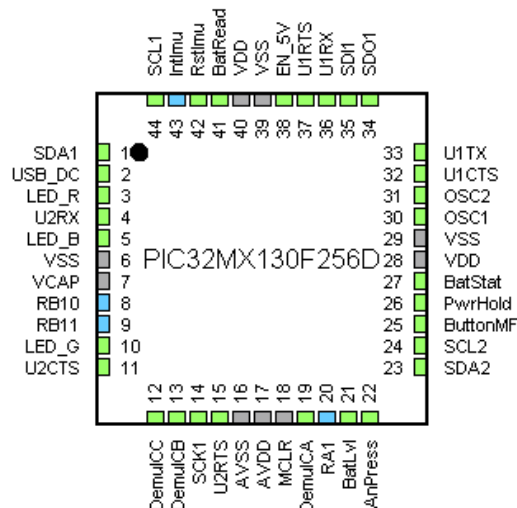 SCL1 IntImu RstImu BatRead VDD VSS EN_5V U1RTS U1RX SDI1 SDO1
44 43 42 41 40 39 38 37 36 35 34
SDA1 1 33 U1TX
USB_DC 2 32 U1CTS
LED_R 3 31 OSC2
U2RX 4 30 OSC1
LED_B 5 29 VSS
VSS 6 PIC32MX130F256D 28 VDD
VCAP 7 27 BatStat
RB10 8 26 PwrHold
RB11 9 25 ButtonMF
LED_G 10 24 SCL2
U2CTS 11 23 SDA2
12 13 14 15 16 17 18 19 20 21 22
DemulCC DemulCB SCK1 U2RTS AVSS AVDD MCLR DemulCA RA1 BatLvl AnPress